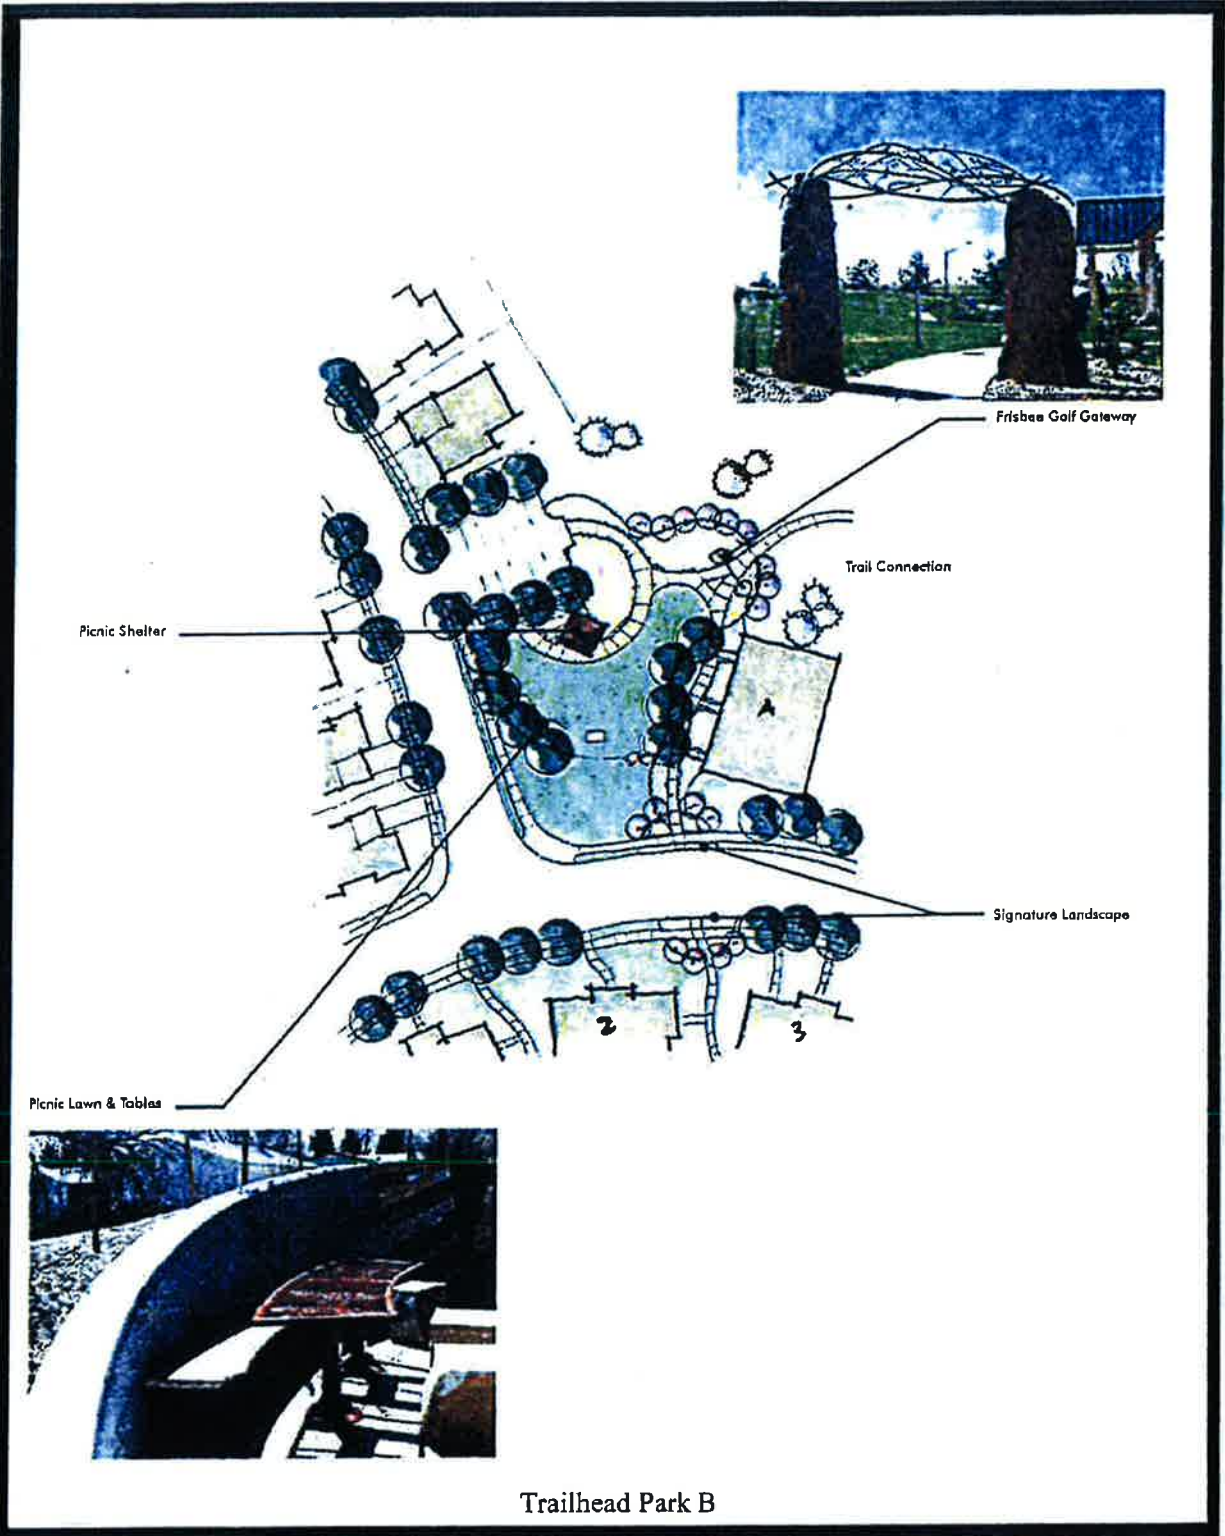 Frisbee Golf Gateway
Trail Connection
Picnic Shelter
A
Signature Landscape
2
3
Picnic Lawn & Tables
Trailhead Park B